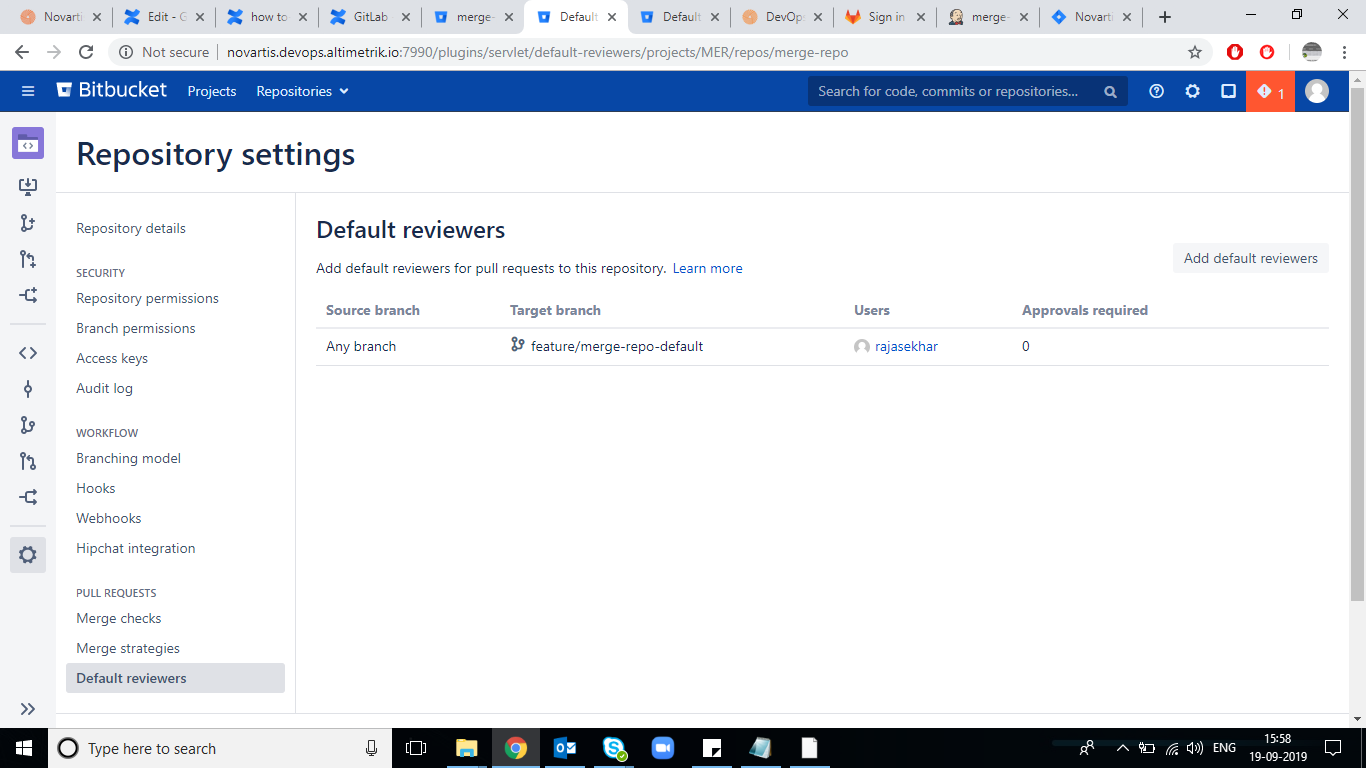 Novarti
Edit - G
how to
GitLab
merge-
Default
Default
DevOps
Sign in
merge-
Novarti
Not secure
novartis.devops.altimetrik.io:7990/plugins/servlet/default-reviewers/projects/MER/repos/merge-repo
Bitbucket
Projects
Repositories
Search for code, commits or repositories...
1
Repository settings
Repository details
SECURITY
Repository permissions
Branch permissions
Access keys
Audit log
WORKFLOW
Branching model
Hooks
Webhooks
Hipchat integration
PULL REQUESTS
Merge checks
Merge strategies
Default reviewers
Default reviewers
Add default reviewers for pull requests to this repository. Learn more
Add default reviewers
Source branch Target branch Users Approvals required
Any branch feature/merge-repo-default rajasekhar 0
Type here to search
ENG
15:58
19-09-2019